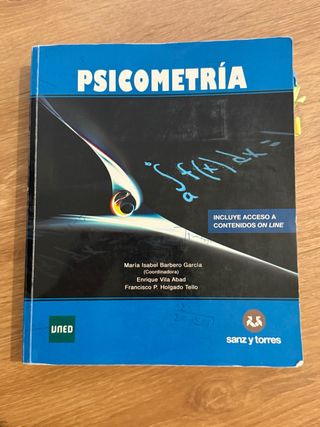 PSICOMETRÍA
∫ f(x) dx =
a
INCLUYE ACCESO A
CONTENIDOS ON LINE
María Isabel Barbero García
(Coordinadora)
Enrique Vila Abad
Francisco P. Holgado Tello
UNED
sanz y torres